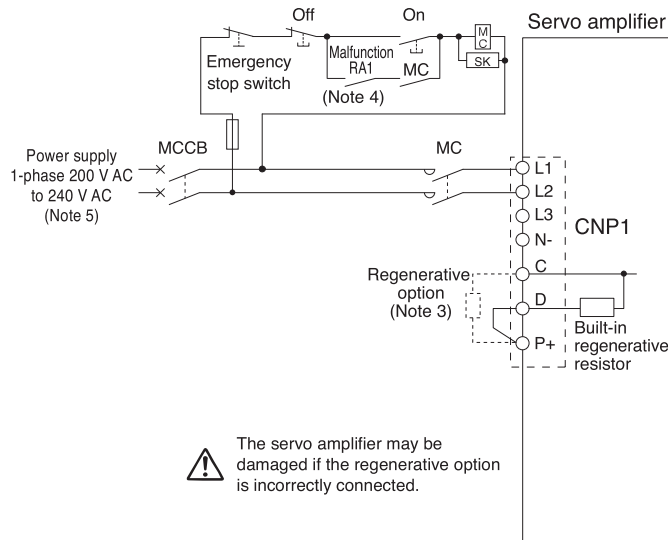 Off
On
Servo amplifier
M
C
SK
Emergency
stop switch
Malfunction
RA1
MC
(Note 4)
MCCB
MC
Power supply
1-phase 200 V AC
to 240 V AC
(Note 5)
L1
L2
L3
N-
CNP1
C
D
P+
Regenerative
option
(Note 3)
Built-in
regenerative
resistor
The servo amplifier may be
damaged if the regenerative option
is incorrectly connected.